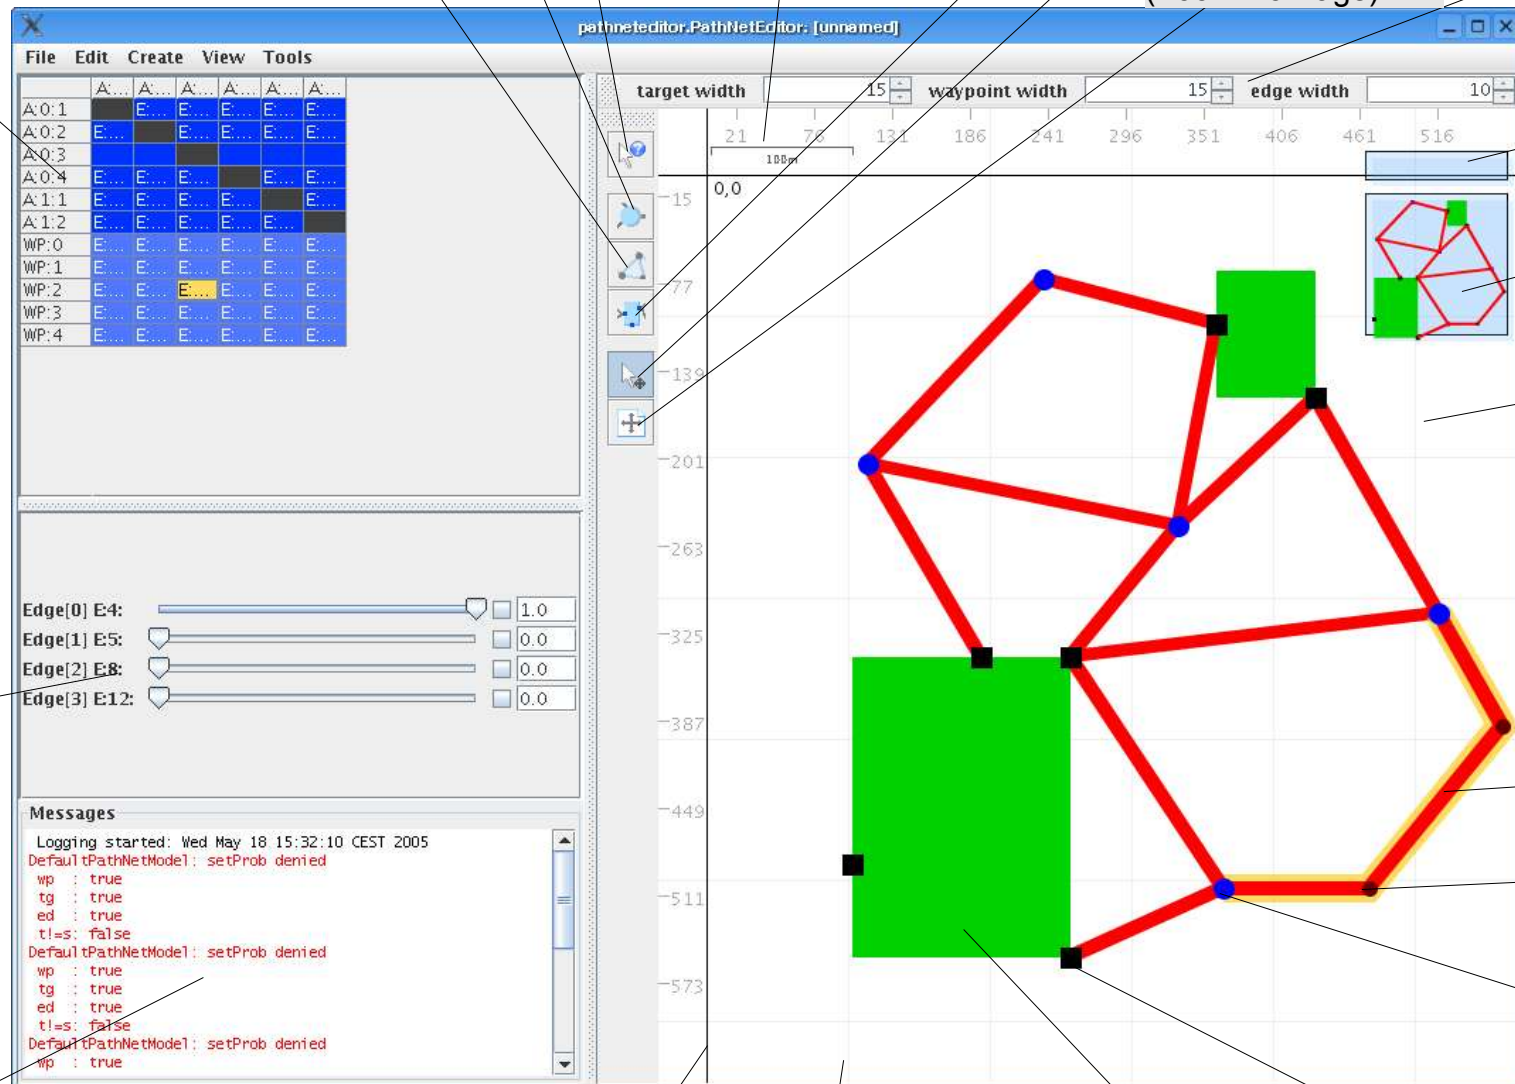 pathneteditor.PathNetEditor: [unnamed]
File Edit Create View Tools
A:... A:... A:... A:... A:... A:...
A:0:1 E:... E:... E:... E:... E:...
A:0:2 E:... E:... E:... E:... E:...
A:0:3
A:0:4 E:... E:... E:... E:... E:...
A:1:1 E:... E:... E:... E:... E:...
A:1:2 E:... E:... E:... E:... E:...
WP:0 E:... E:... E:... E:... E:... E:...
WP:1 E:... E:... E:... E:... E:... E:...
WP:2 E:... E:... E:... E:... E:... E:...
WP:3 E:... E:... E:... E:... E:... E:...
WP:4 E:... E:... E:... E:... E:... E:...
target width 15 waypoint width 15 edge width 10
21 76 131 186 241 296 351 406 461 516
100m
0,0
15
77
139
201
263
325
387
449
511
573
Edge[0] E:4: 1.0
Edge[1] E:5: 0.0
Edge[2] E:8: 0.0
Edge[3] E:12: 0.0
Messages
Logging started: Wed May 18 15:32:10 CEST 2005
DefaultPathNetModel: setProb denied
wp : true
tg : true
ed : true
t!=s: false
DefaultPathNetModel: setProb denied
wp : true
tg : true
ed : true
t!=s: false
DefaultPathNetModel: setProb denied
wp : true